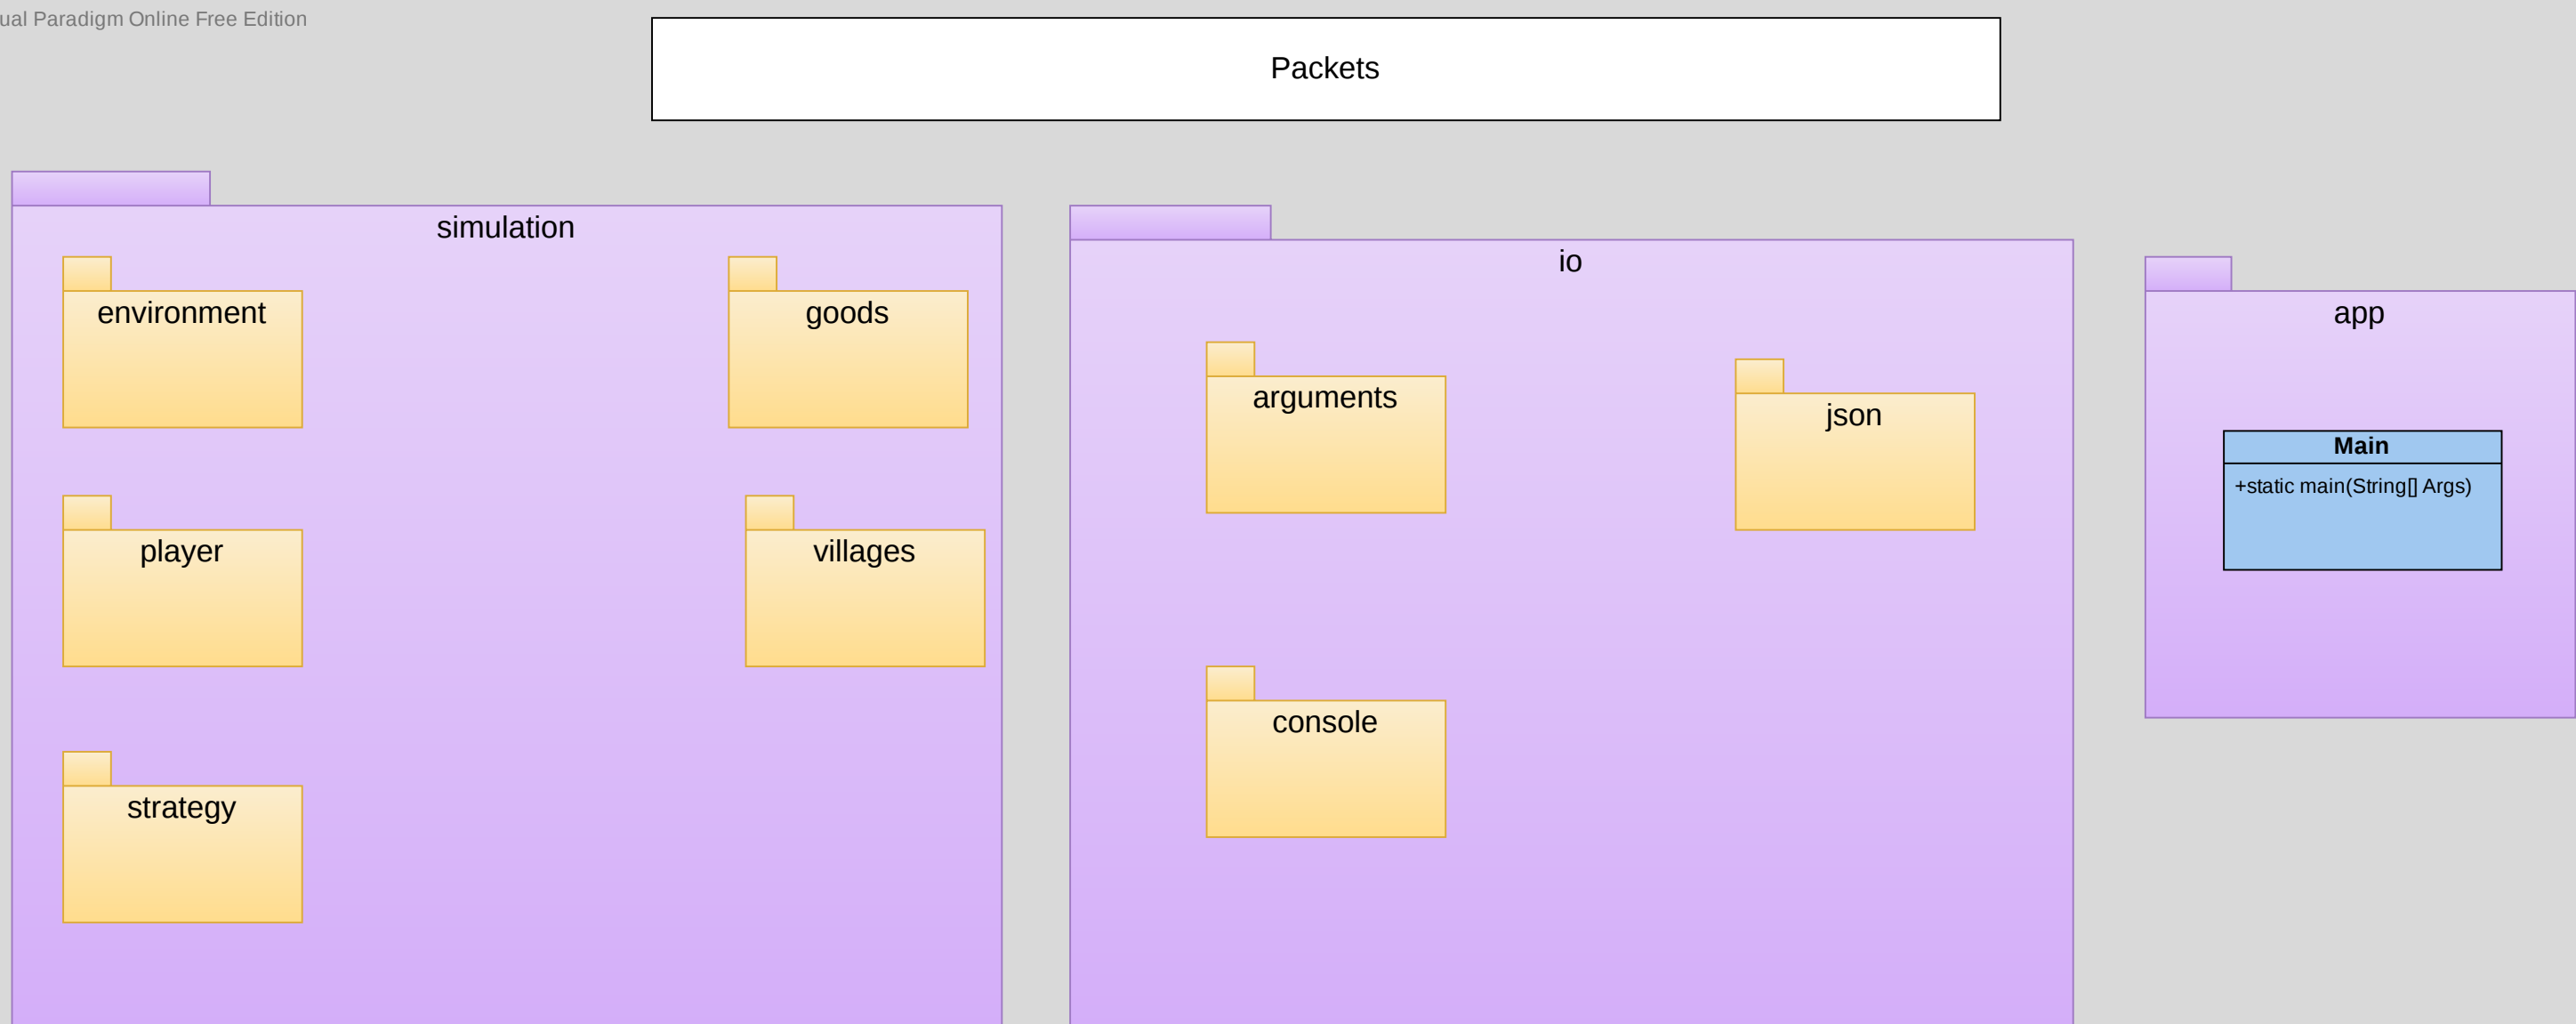 ual Paradigm Online Free Edition
Packets
simulation
environment
goods
player
villages
strategy
io
arguments
json
console
app
Main
+static main(String[] Args)